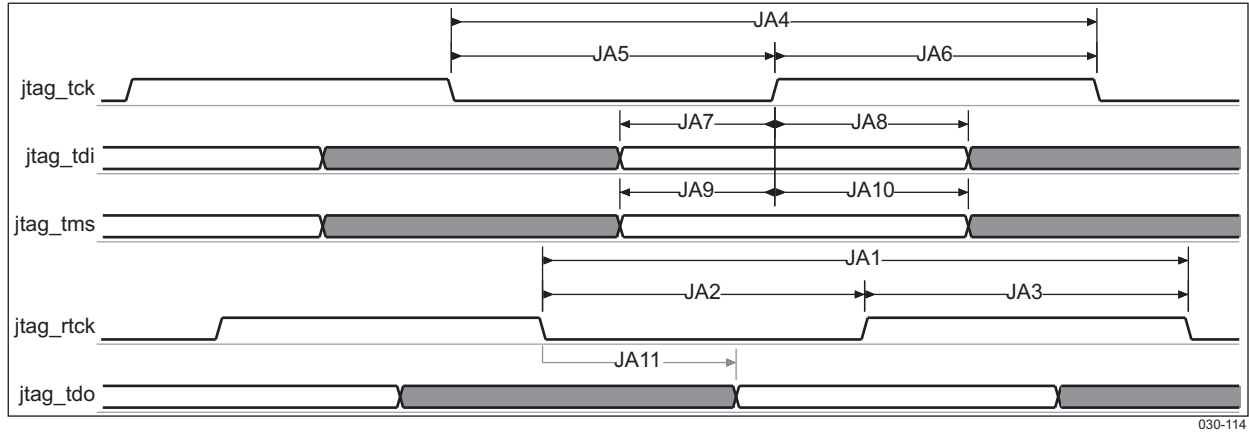 JA4
JA5 JA6
jtag_tck
JA7 JA8
jtag_tdi
JA9 JA10
jtag_tms
JA1
JA2 JA3
jtag_rtck
JA11
jtag_tdo
030-114